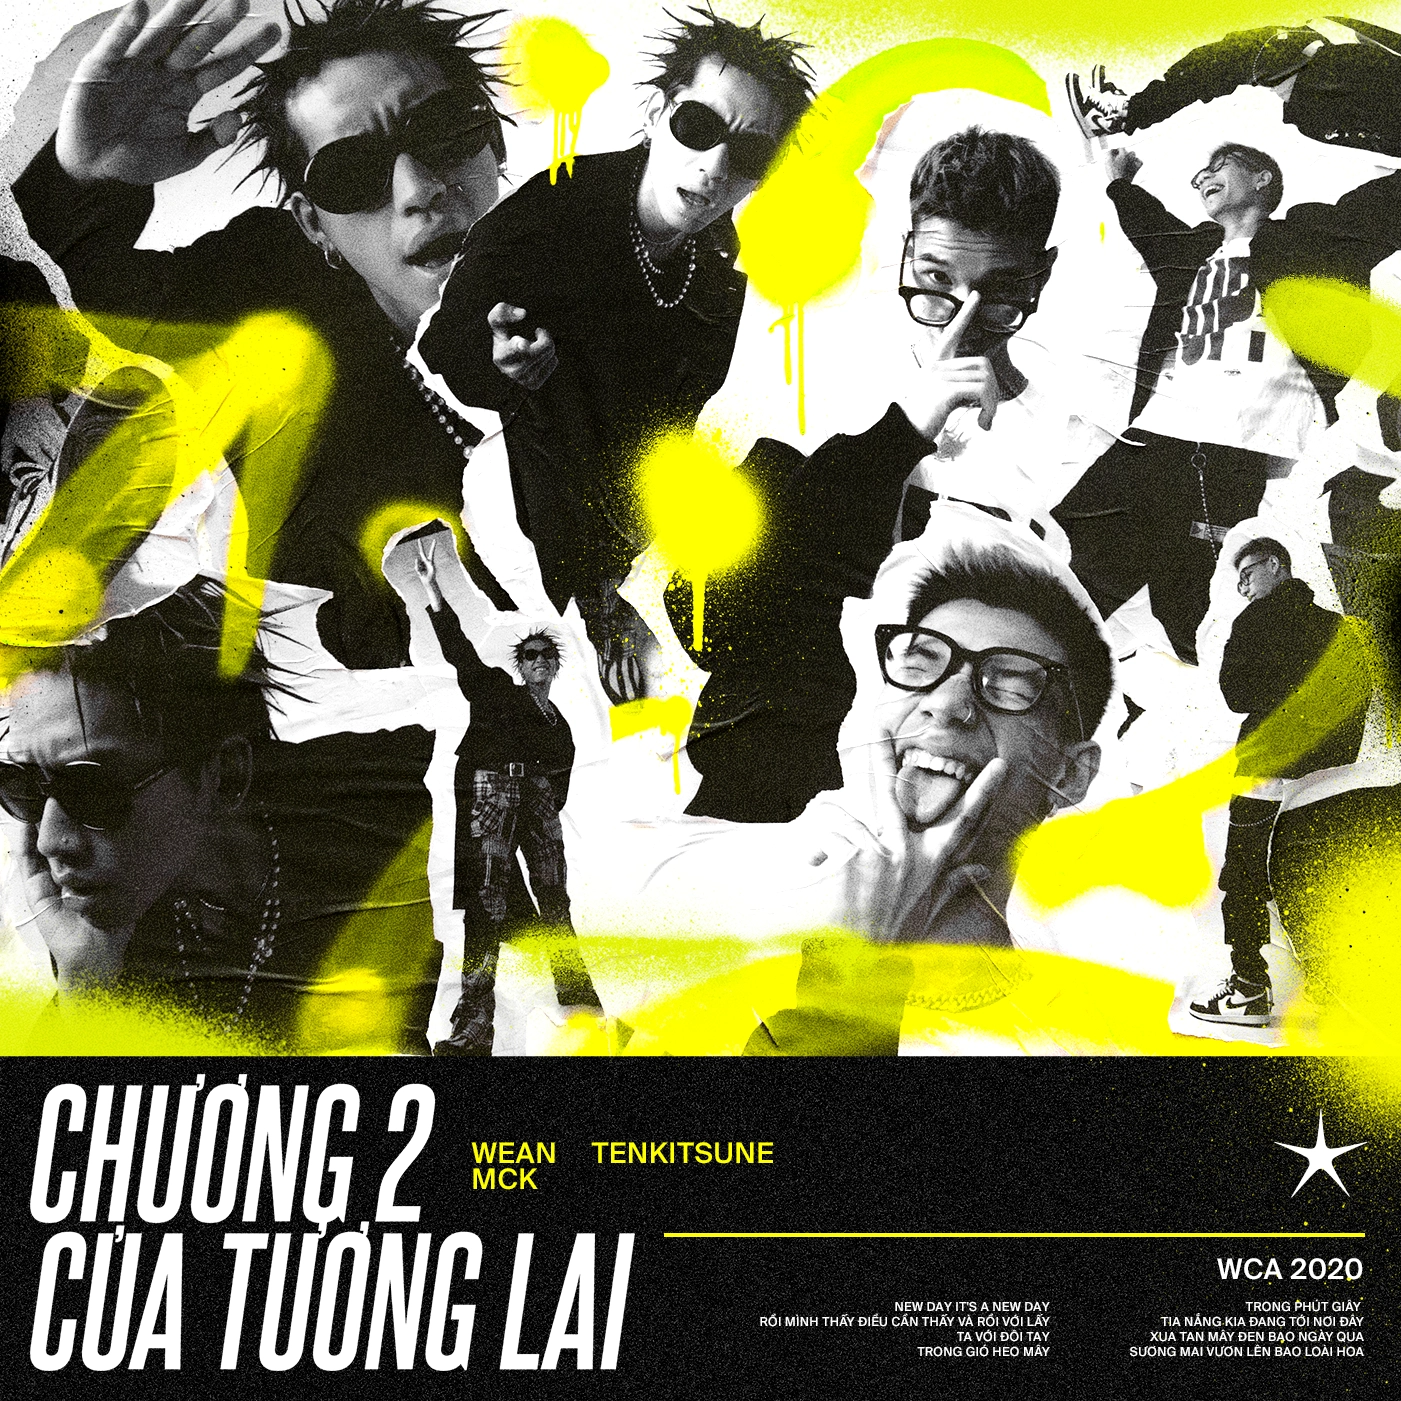 UP!
UP!
CHƯƠNG 2
CỦA TƯƠNG LAI
WEAN TENKITSUNE
MCK
WCA 2020
NEW DAY IT'S A NEW DAY
RỒI MÌNH THẤY ĐIỀU CẦN THẤY VÀ RỒI VỚI LẤY
TA VỚI ĐÔI TAY
TRONG GIÓ HEO MÂY
TRONG PHÚT GIÂY
TIA NẮNG KIA ĐANG TỚI NƠI ĐÂY
XUA TAN MÂY ĐEN BAO NGÀY QUA
SƯƠNG MAI VƯƠN LÊN BAO LOÀI HOA